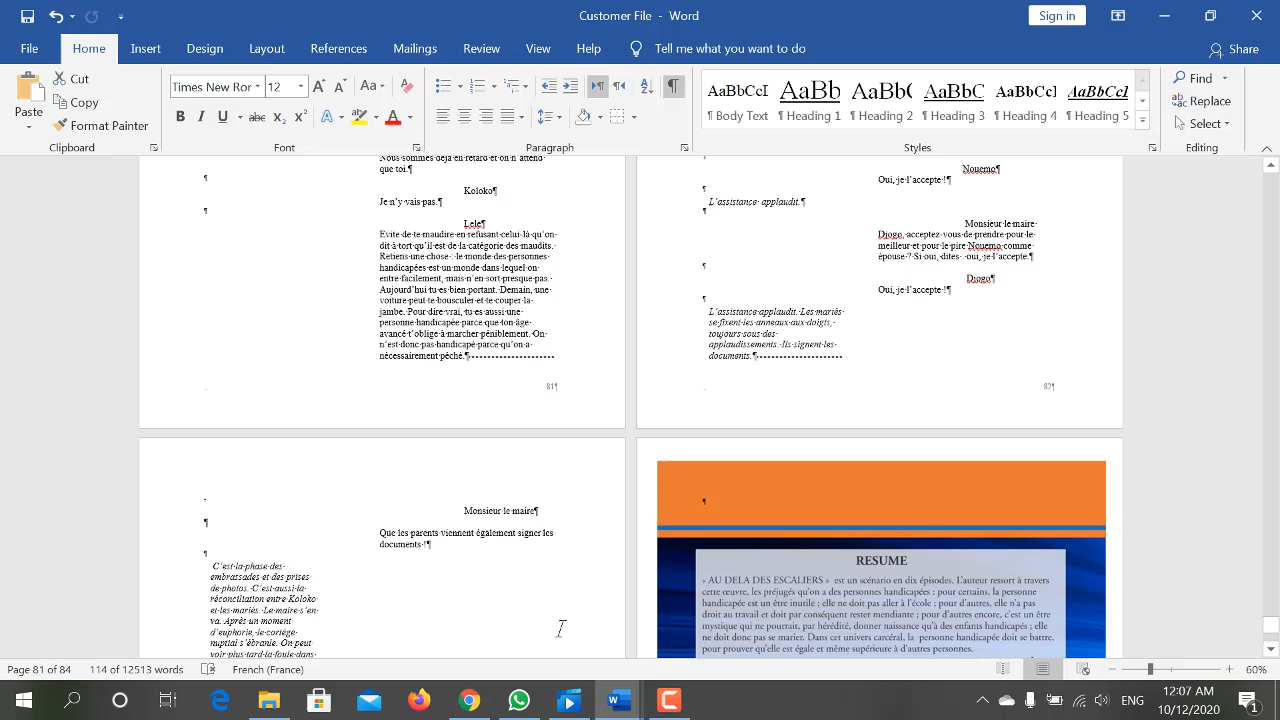 Customer File - Word
Sign in
File Home Insert Design Layout References Mailings Review View Help Tell me what you want to do Share
Paste
Cut
Copy
Format Painter
Clipboard
Times New Ror 12
Font
Paragraph
AaBbCcI AaBb AaBb( AaBbC AaBbCc] AaBbCcI
¶ Body Text ¶ Heading 1 ¶ Heading 2 ¶ Heading 3 ¶ Heading 4 ¶ Heading 5
Styles
Find
Replace
Select
Editing
Nous sommes déjà en retard et on n'attend
que toi.¶
Koloko¶
Je n'y vais pas.¶
Lele¶
Evite de te maudire en refusant celui-là qu'on
dit à tort qu'il est de la catégorie des maudits.
Retiens une chose : le monde des personnes
handicapées est un monde dans lequel on
entre facilement, mais n'en sort presque pas.
Aujourd'hui tu es bien portant. Demain, une
voiture peut te bousculer et te couper la
jambe. Pour dire vrai, tu es aussi une
personne handicapée parce que ton âge
avancé t'oblige à marcher péniblement. On
n'est donc pas handicapé parce qu'on a
nécessairement péché.¶
81¶
Nouemo¶
Oui, je l'accepte !¶
L'assistance applaudit.¶
Monsieur le maire
Djogo, acceptez-vous de prendre pour le
meilleur et pour le pire Nouemo comme
épouse ? Si oui, dites : oui, je l'accepte.¶
Djogo¶
Oui, je l'accepte !¶
L'assistance applaudit. Les mariés
se fixent les anneaux aux doigts,
toujours sous des
applaudissements. Ils signent les
documents.¶
82¶
Monsieur le maire¶
Que les parents viennent également signer les
documents !¶
C'est la phase des
embrassades et des prises
de photos. C'est aussi la
réconciliation entre Koloko
et les mariés. Le maire s'en
va. Après un moment
d'euphorie, le cortège
nuptial s'ébranle. On peut
voir plus tard la foule dans
RESUME
« AU DELA DES ESCALIERS » est un scénario en dix épisodes. L'auteur ressort à travers
cette œuvre, les préjugés qu'on a des personnes handicapées ; pour certains, la personne
handicapée est un être inutile ; elle ne doit pas aller à l'école ; pour d'autres, elle n'a pas
droit au travail et doit par conséquent rester mendiante ; pour d'autres encore, c'est un être
mystique qui ne pourrait, par hérédité, donner naissance qu'à des enfants handicapés ; elle
ne doit donc pas se marier. Dans cet univers carcéral, la personne handicapée doit se battre,
pour prouver qu'elle est égale et même supérieure à d'autres personnes.
Page 81 of 84 114 of 12513 words French (France) 60%
ENG
12:07 AM
10/12/2020